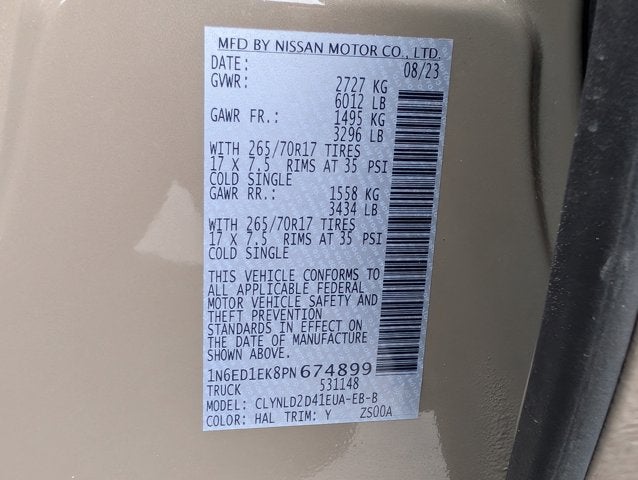 MFD BY NISSAN MOTOR CO., LTD.
DATE: 08/23
GVWR: 2727 KG
6012 LB
GAWR FR.: 1495 KG
3296 LB
WITH 265/70R17 TIRES
17 X 7.5 RIMS AT 35 PSI
COLD SINGLE
GAWR RR.: 1558 KG
3434 LB
WITH 265/70R17 TIRES
17 X 7.5 RIMS AT 35 PSI
COLD SINGLE
THIS VEHICLE CONFORMS TO
ALL APPLICABLE FEDERAL
MOTOR VEHICLE SAFETY AND
THEFT PREVENTION
STANDARDS IN EFFECT ON
THE DATE OF MANUFACTURE
SHOWN ABOVE.
1N6ED1EK8PN674899
TRUCK 531148
MODEL: CLYNLD2D41EUA-EB-B
COLOR: HAL TRIM: Y ZS00A